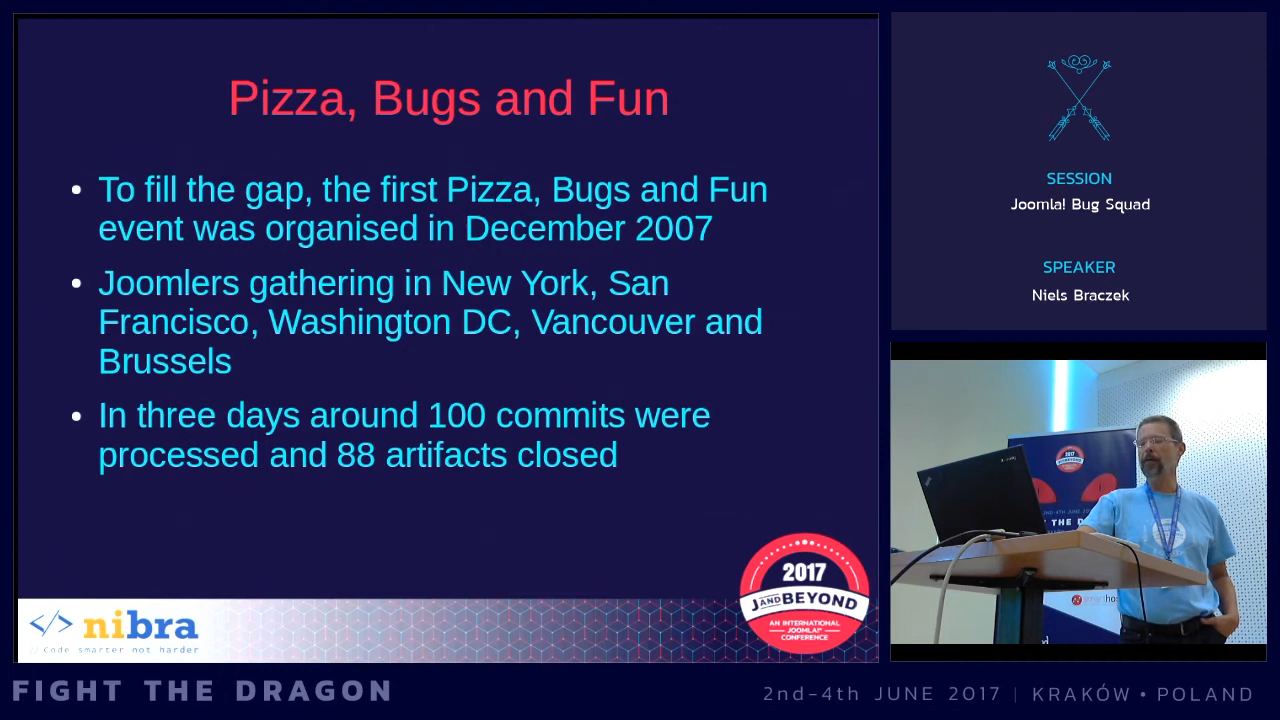 Pizza, Bugs and Fun
To fill the gap, the first Pizza, Bugs and Fun
event was organised in December 2007
Joomlers gathering in New York, San
Francisco, Washington DC, Vancouver and
Brussels
In three days around 100 commits were
processed and 88 artifacts closed
2017
JANDBEYOND
AN INTERNATIONAL
JOOMLA!
CONFERENCE
</> nibra
// Code smarter not harder
SESSION
Joomla! Bug Squad
SPEAKER
Niels Braczek
2017
FIGHT THE DRAGON
2nd-4th JUNE 2017 | KRAKÓW • POLAND